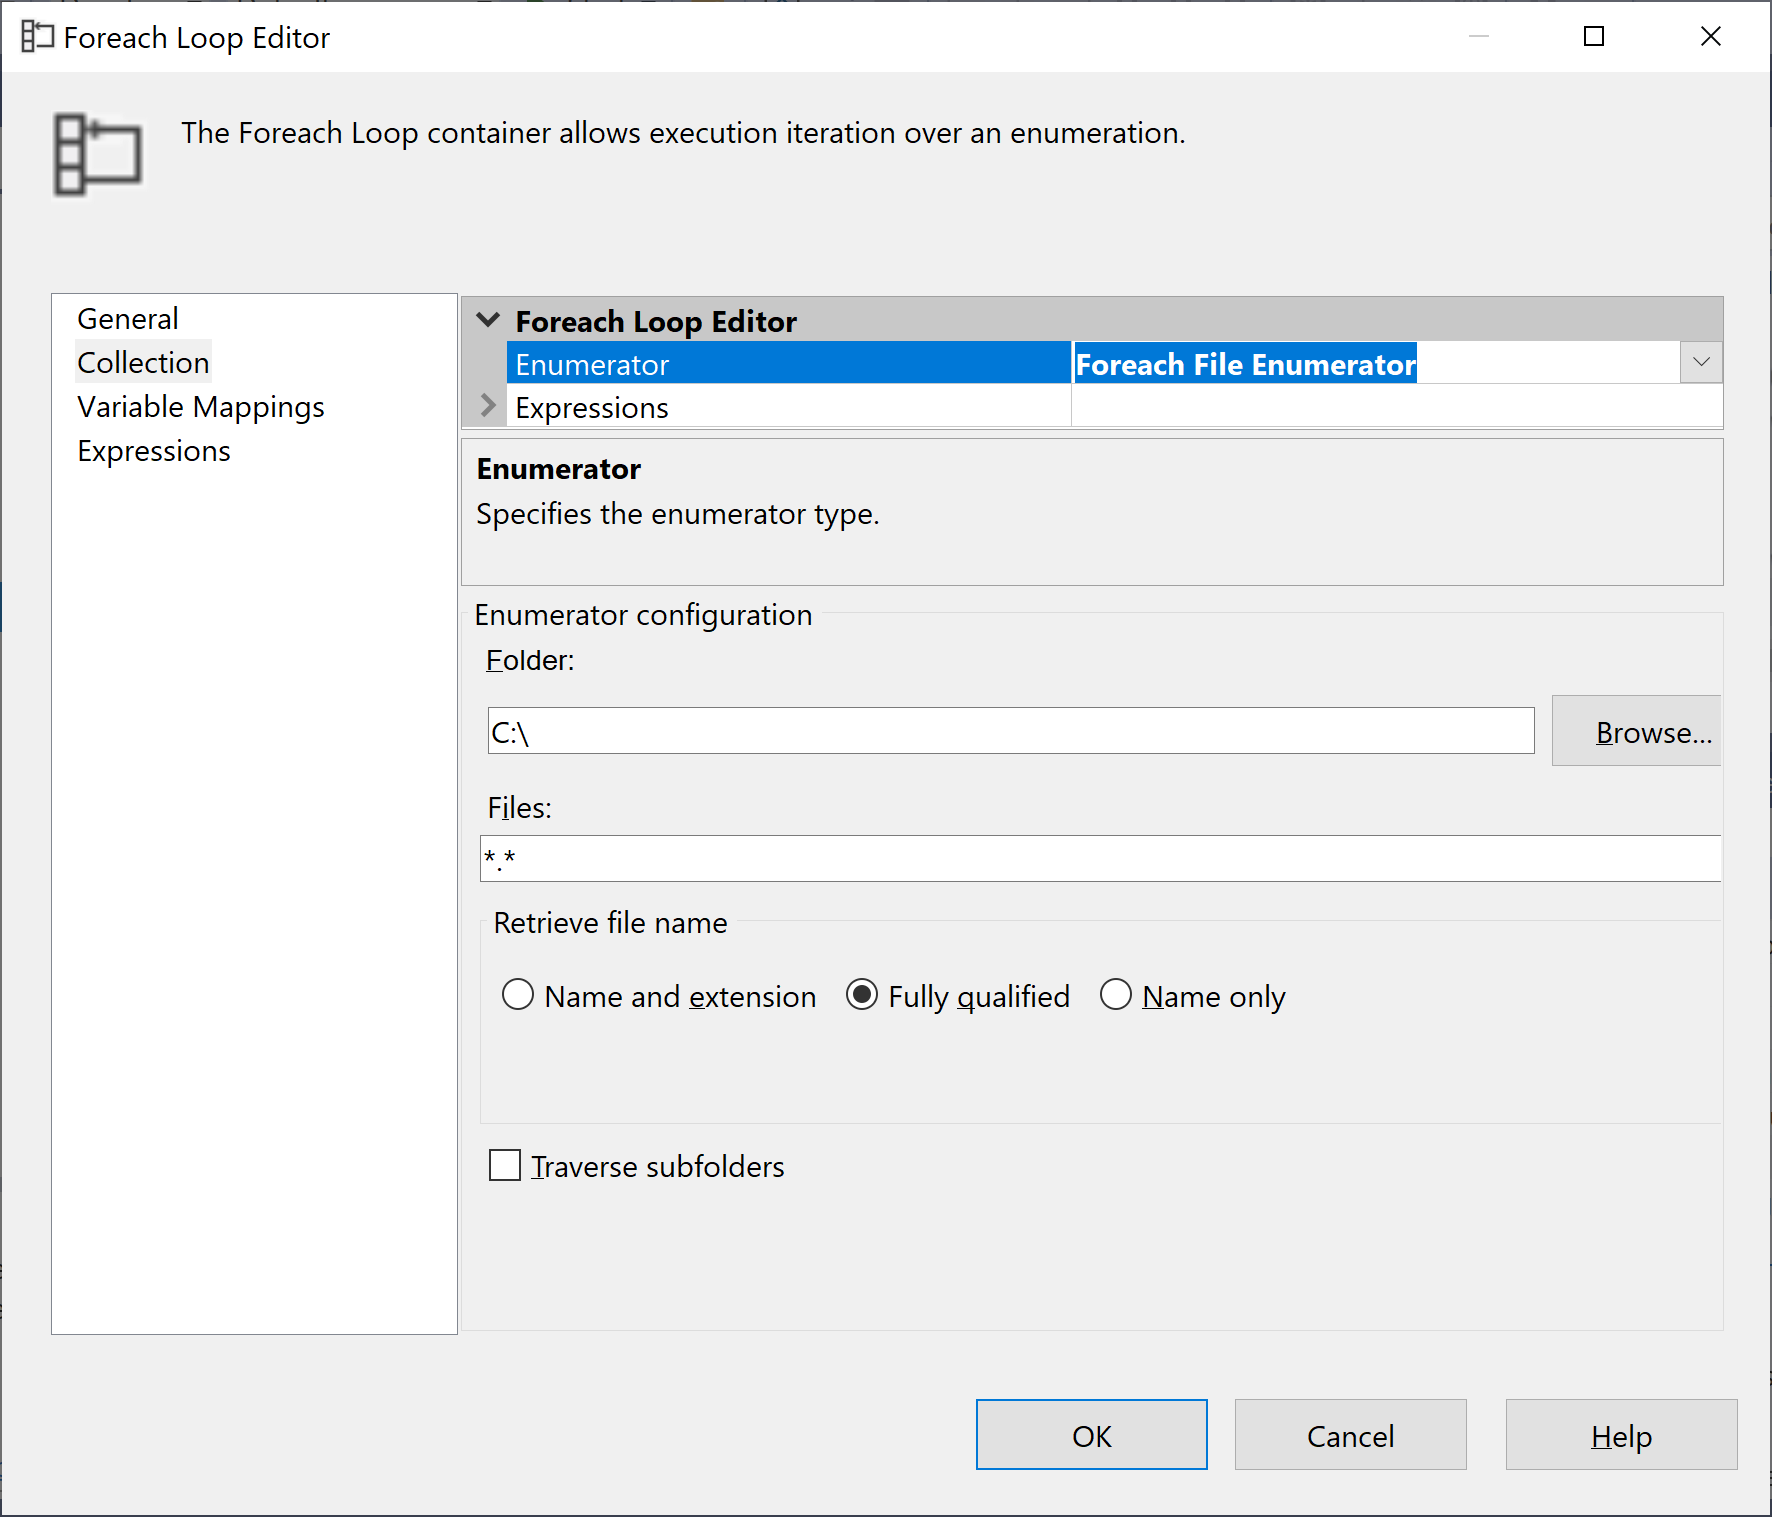 Foreach Loop Editor
The Foreach Loop container allows execution iteration over an enumeration.
General
Collection
Variable Mappings
Expressions
Foreach Loop Editor
Enumerator Foreach File Enumerator
Expressions
Enumerator
Specifies the enumerator type.
Enumerator configuration
Folder:
C:\
Browse...
Files:
*.*
Retrieve file name
Name and extension Fully qualified Name only
Traverse subfolders
OK Cancel Help